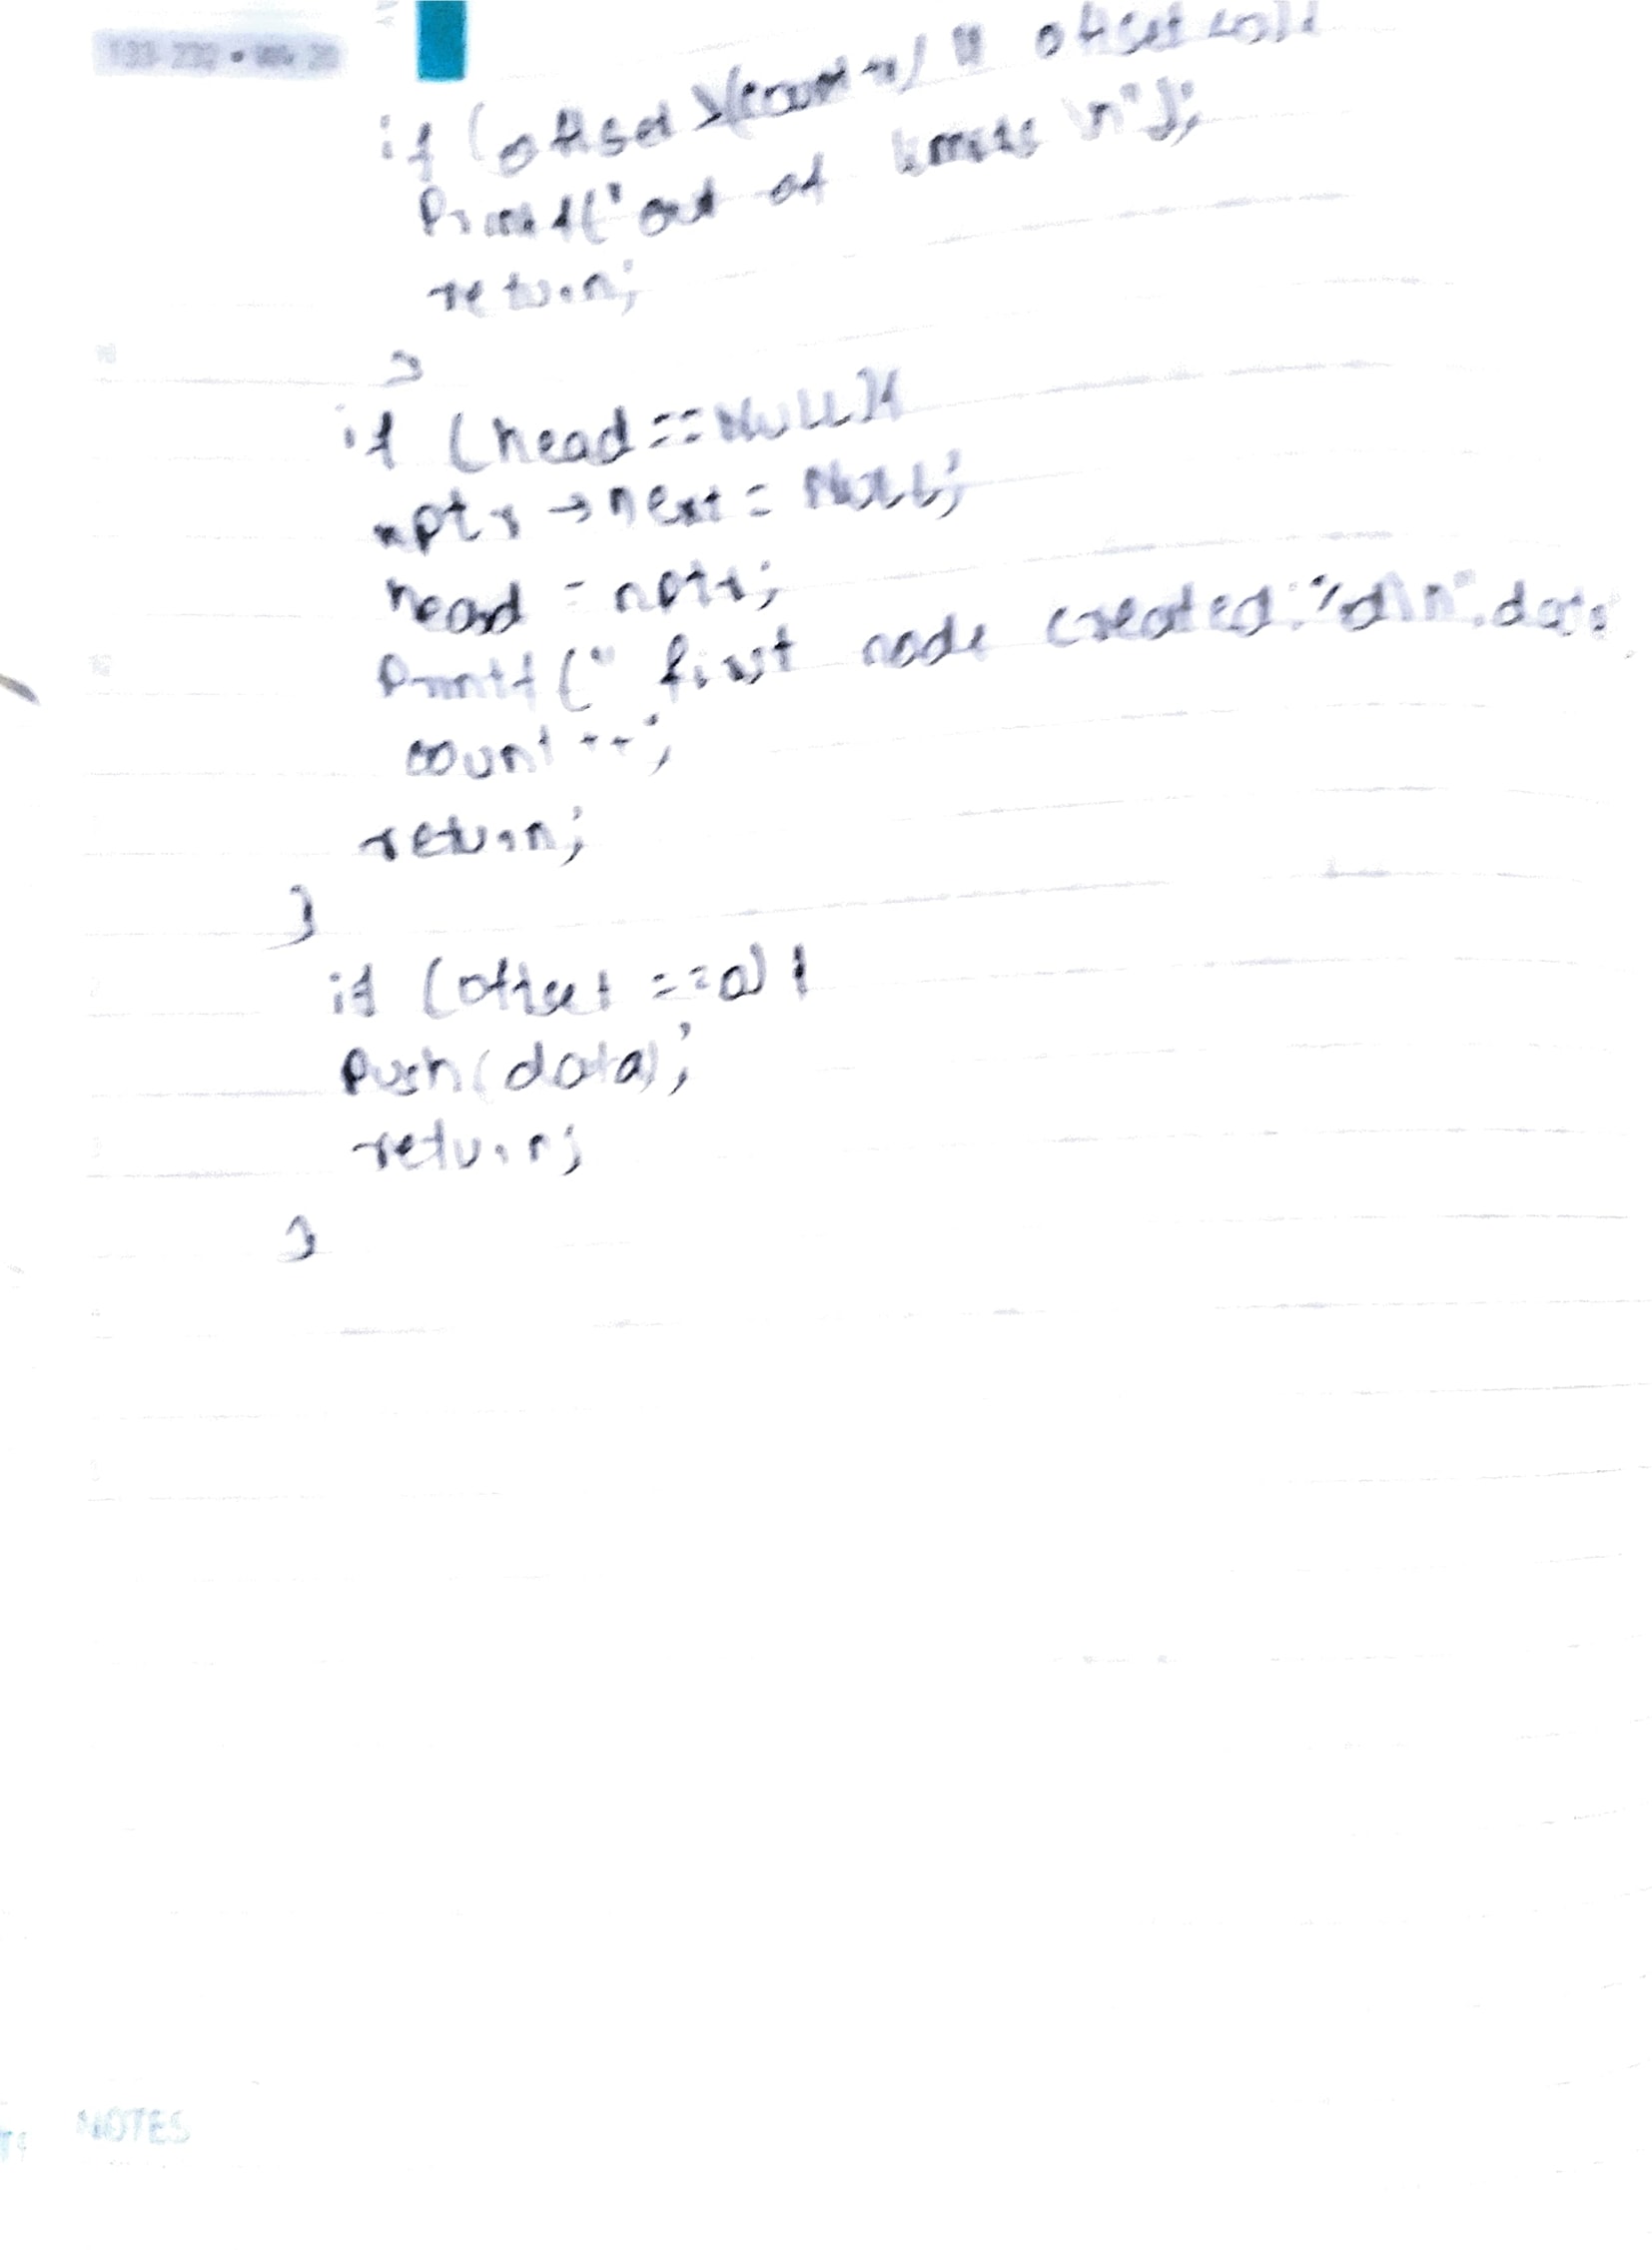 if (offset >(count+1) || offset <0){
Printf("out of limits \n");
return;
}
if (head==NULL){
nptr →next = NULL;
head = nptr;
Printf(" first node created:%d\n",data
count++;
return;
}
if (offset ==0){
Push(data);
return;
}
NOTES